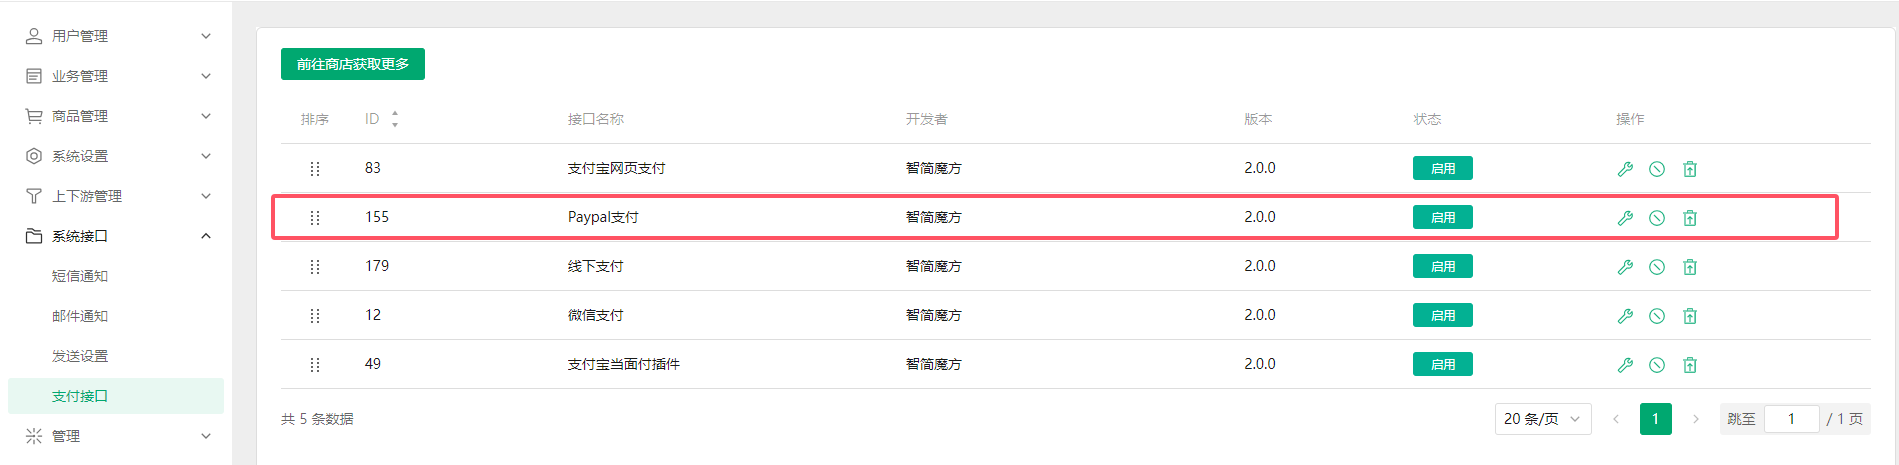 用户管理
业务管理
商品管理
系统设置
上下游管理
系统接口
短信通知
邮件通知
发送设置
支付接口
管理
前往商店获取更多
排序 ID 接口名称 开发者 版本 状态 操作
83 支付宝网页支付 智简魔方 2.0.0 启用
155 Paypal支付 智简魔方 2.0.0 启用
179 线下支付 智简魔方 2.0.0 启用
12 微信支付 智简魔方 2.0.0 启用
49 支付宝当面付插件 智简魔方 2.0.0 启用
共 5 条数据 20 条/页 1 跳至 1 / 1 页